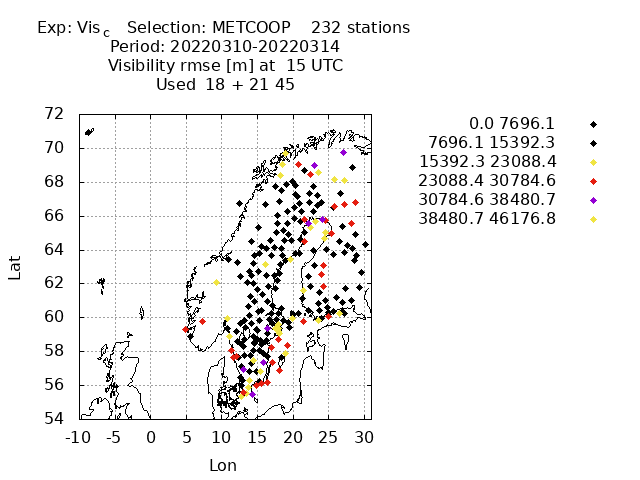 Exp: Vis c Selection: METCOOP 232 stations
Period: 20220310-20220314
Visibility rmse [m] at 15 UTC
Used 18 + 21 45
0.0 7696.1
7696.1 15392.3
15392.3 23088.4
23088.4 30784.6
30784.6 38480.7
38480.7 46176.8
72
70
68
66
64
62
60
58
56
54
Lat
-10 -5 0 5 10 15 20 25 30
Lon